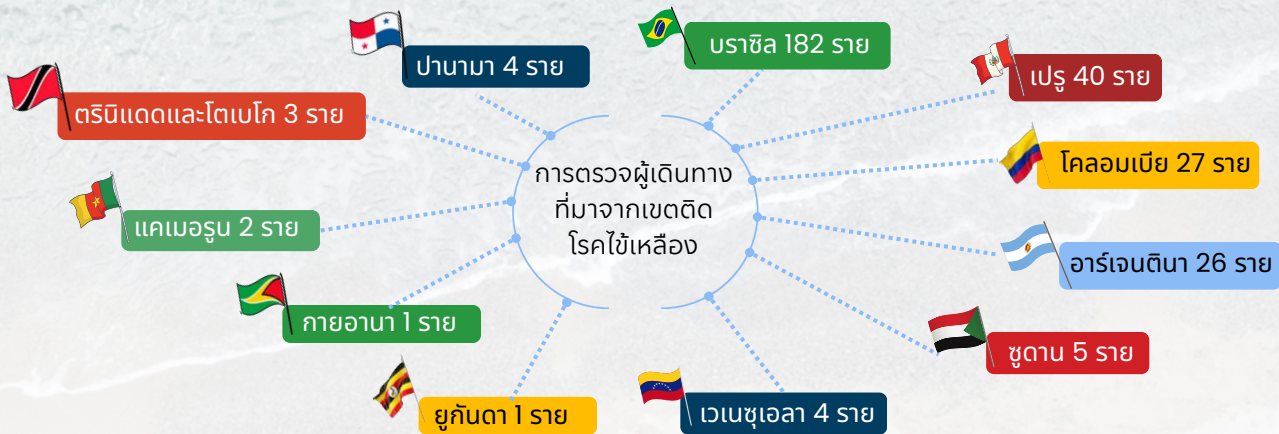 การตรวจผู้เดินทาง
ที่มาจากเขตติด
โรคไข้เหลือง
บราซิล 182 ราย
เปรู 40 ราย
โคลอมเบีย 27 ราย
อาร์เจนตินา 26 ราย
ซูดาน 5 ราย
เวเนซุเอลา 4 ราย
ปานามา 4 ราย
ตรินิแดดและโตเบโก 3 ราย
แคเมอรูน 2 ราย
กายอานา 1 ราย
ยูกันดา 1 ราย